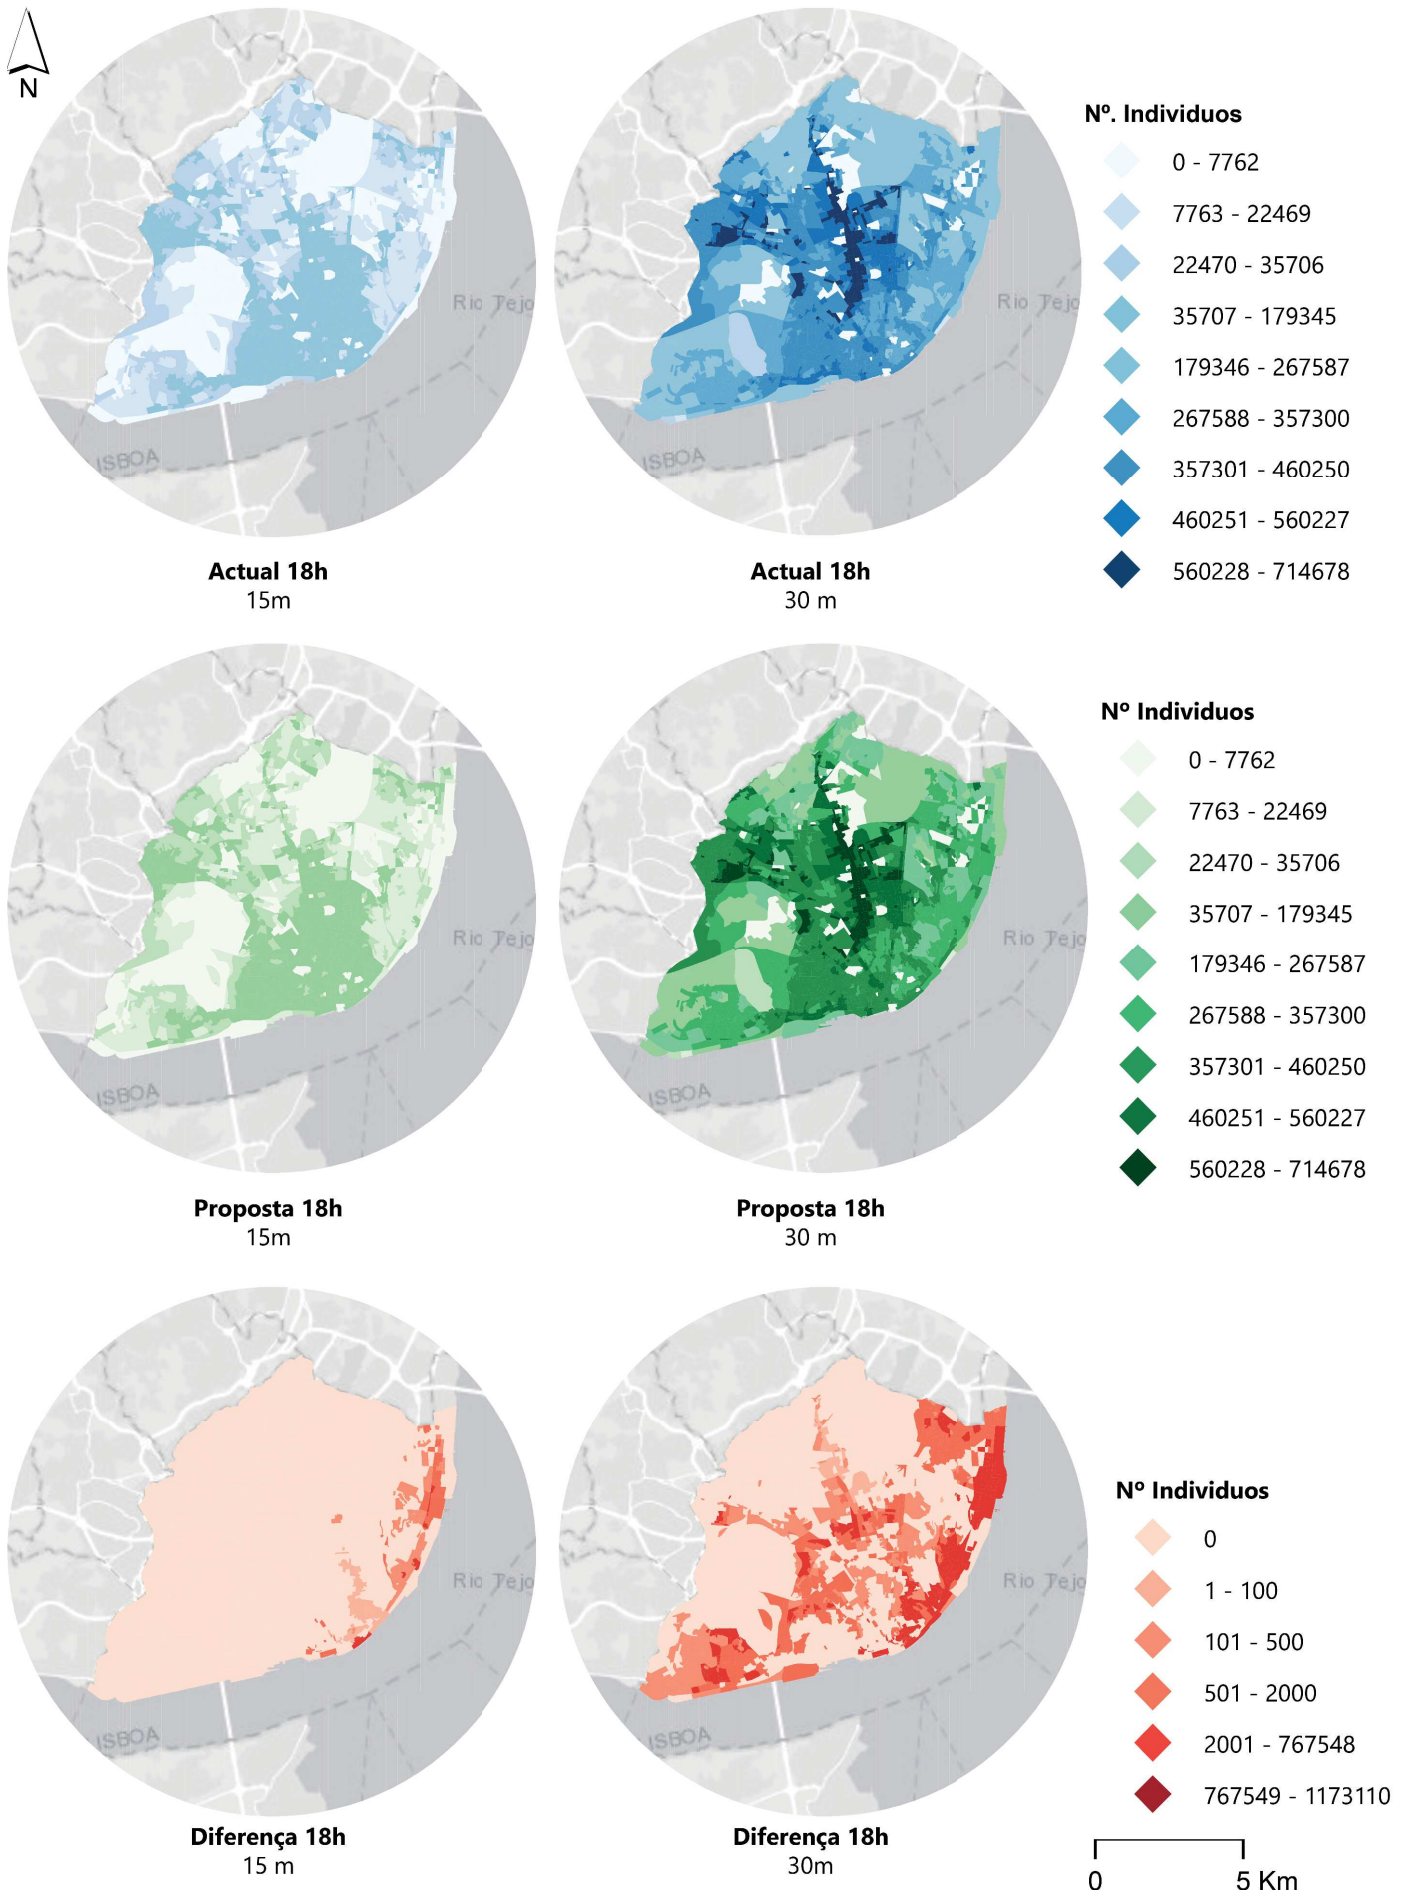 N
Nº. Individuos
0 - 7762
7763 - 22469
22470 - 35706
35707 - 179345
179346 - 267587
267588 - 357300
357301 - 460250
460251 - 560227
560228 - 714678
Rio Tejo
ISBOA
Rio Tejo
ISBOA
Actual 18h
15m
Actual 18h
30 m
Nº Individuos
0 - 7762
7763 - 22469
22470 - 35706
35707 - 179345
179346 - 267587
267588 - 357300
357301 - 460250
460251 - 560227
560228 - 714678
Rio Tejo
ISBOA
Rio Tejo
ISBOA
Proposta 18h
15m
Proposta 18h
30 m
Nº Individuos
0
1 - 100
101 - 500
501 - 2000
2001 - 767548
767549 - 1173110
Rio Tejo
ISBOA
Rio Tejo
ISBOA
Diferença 18h
15 m
Diferença 18h
30m
0 5 Km